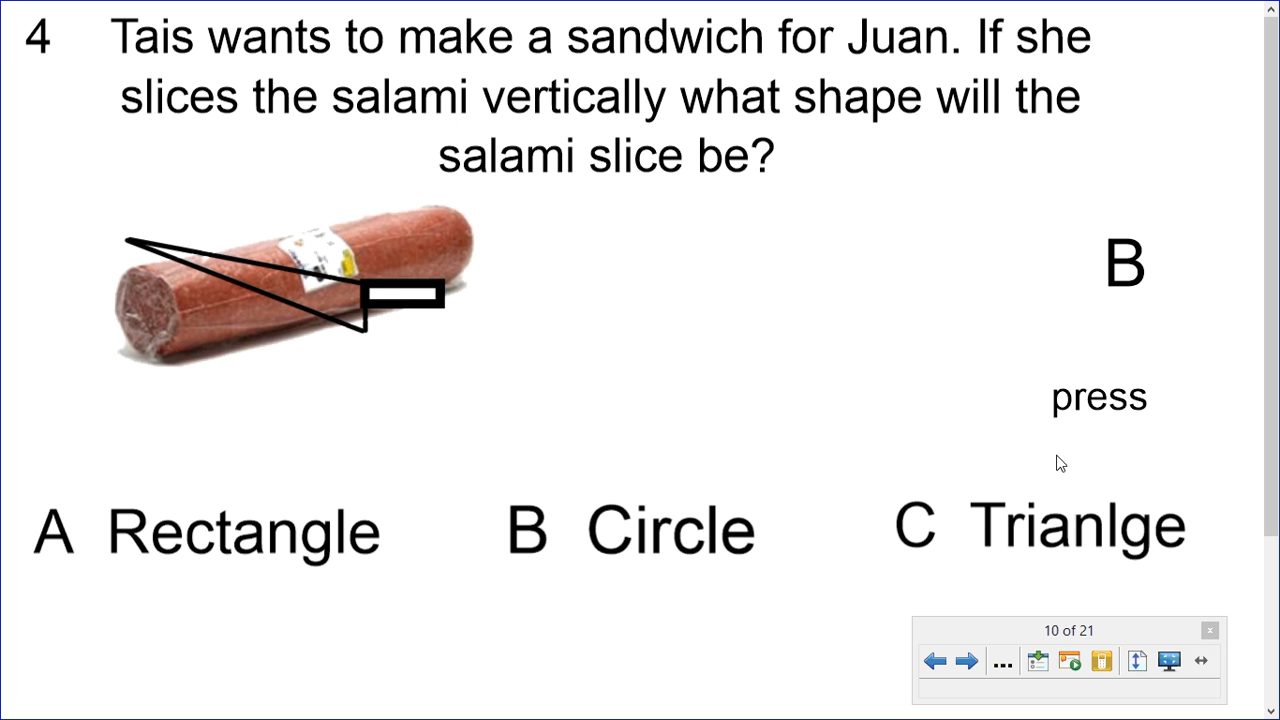 4 Tais wants to make a sandwich for Juan. If she
slices the salami vertically what shape will the
salami slice be?
B
press
A Rectangle B Circle C Trianlge
10 of 21